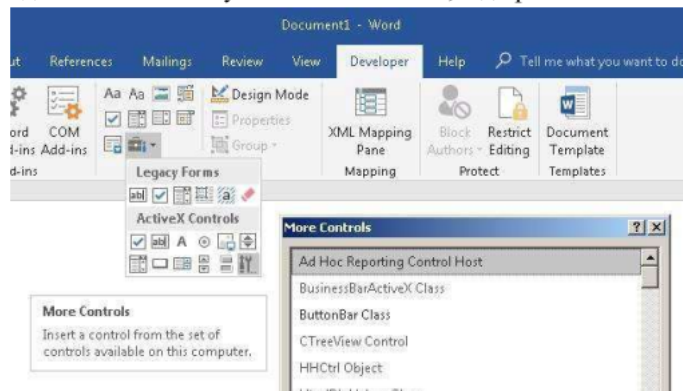 Document1 - Word
ut References Mailings Review View Developer Help Tell me what you want to do
Aa Aa
Design Mode
Properties
Group
ord COM
d-ins Add-ins
d-ins
XML Mapping
Pane
Mapping
Block Restrict
Authors Editing
Protect
Document
Template
Templates
Legacy Forms
ab| a
ActiveX Controls
ab| A
More Controls
Insert a control from the set of
controls available on this computer.
More Controls ? X
Ad Hoc Reporting Control Host
BusinessBarActiveX Class
ButtonBar Class
CTreeView Control
HHCtrl Object